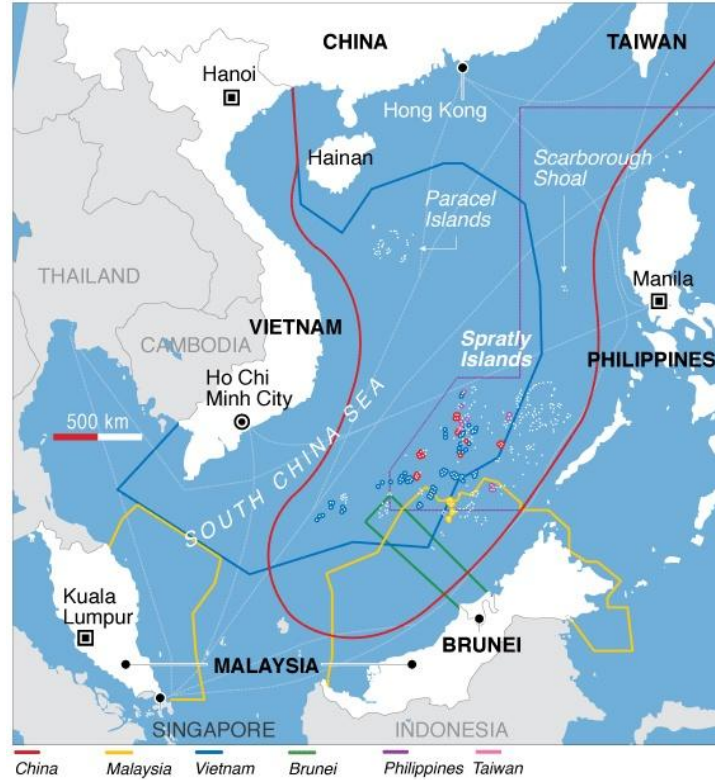 CHINA
TAIWAN
Hanoi
Hong Kong
Hainan
Scarborough
Shoal
Paracel
Islands
THAILAND
Manila
VIETNAM
CAMBODIA
Spratly
Islands
PHILIPPINES
Ho Chi
Minh City
500 km
SOUTH CHINA SEA
Kuala
Lumpur
BRUNEI
MALAYSIA
SINGAPORE
INDONESIA
China
Malaysia
Vietnam
Brunei
Philippines
Taiwan